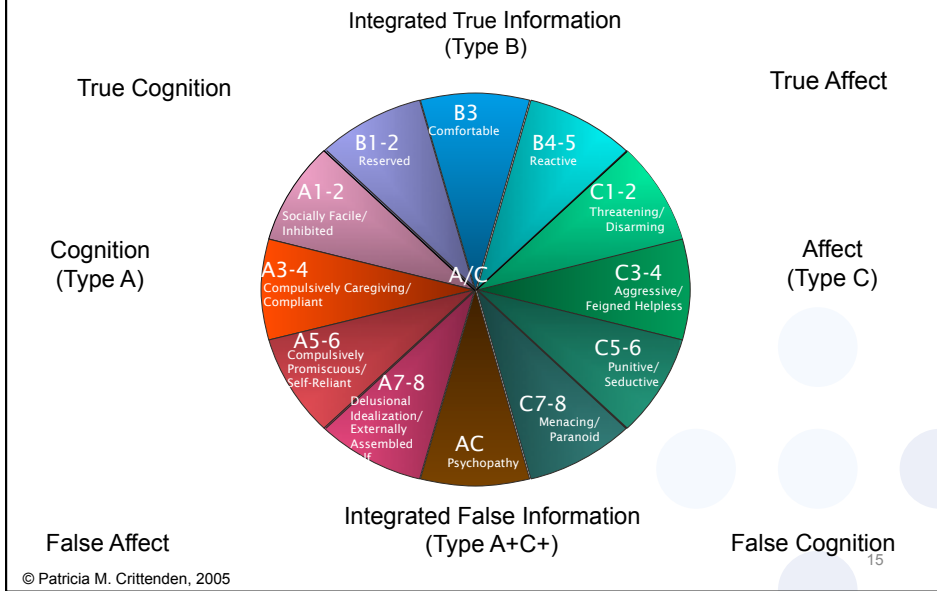 Integrated True Information
(Type B)
True Cognition
True Affect
B3
Comfortable
B1-2
Reserved
B4-5
Reactive
A1-2
Socially Facile/
Inhibited
C1-2
Threatening/
Disarming
Cognition
(Type A)
Affect
(Type C)
A/C
A3-4
Compulsively Caregiving/
Compliant
C3-4
Aggressive/
Feigned Helpless
A5-6
Compulsively
Promiscuous/
Self-Reliant
C5-6
Punitive/
Seductive
A7-8
Delusional
Idealization/
Externally
Assembled
C7-8
Menacing/
Paranoid
AC
Psychopathy
Integrated False Information
(Type A+C+)
False Affect
False Cognition
15
© Patricia M. Crittenden, 2005